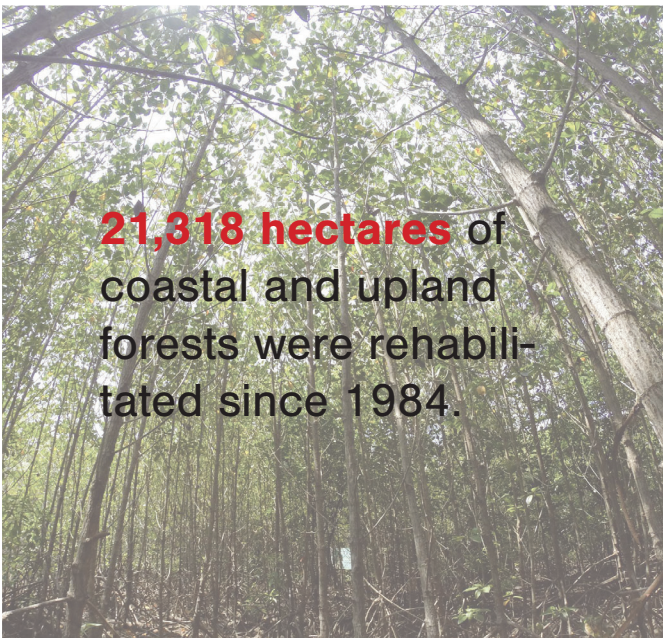 21,318 hectares of
coastal and upland
forests were rehabili-
tated since 1984.